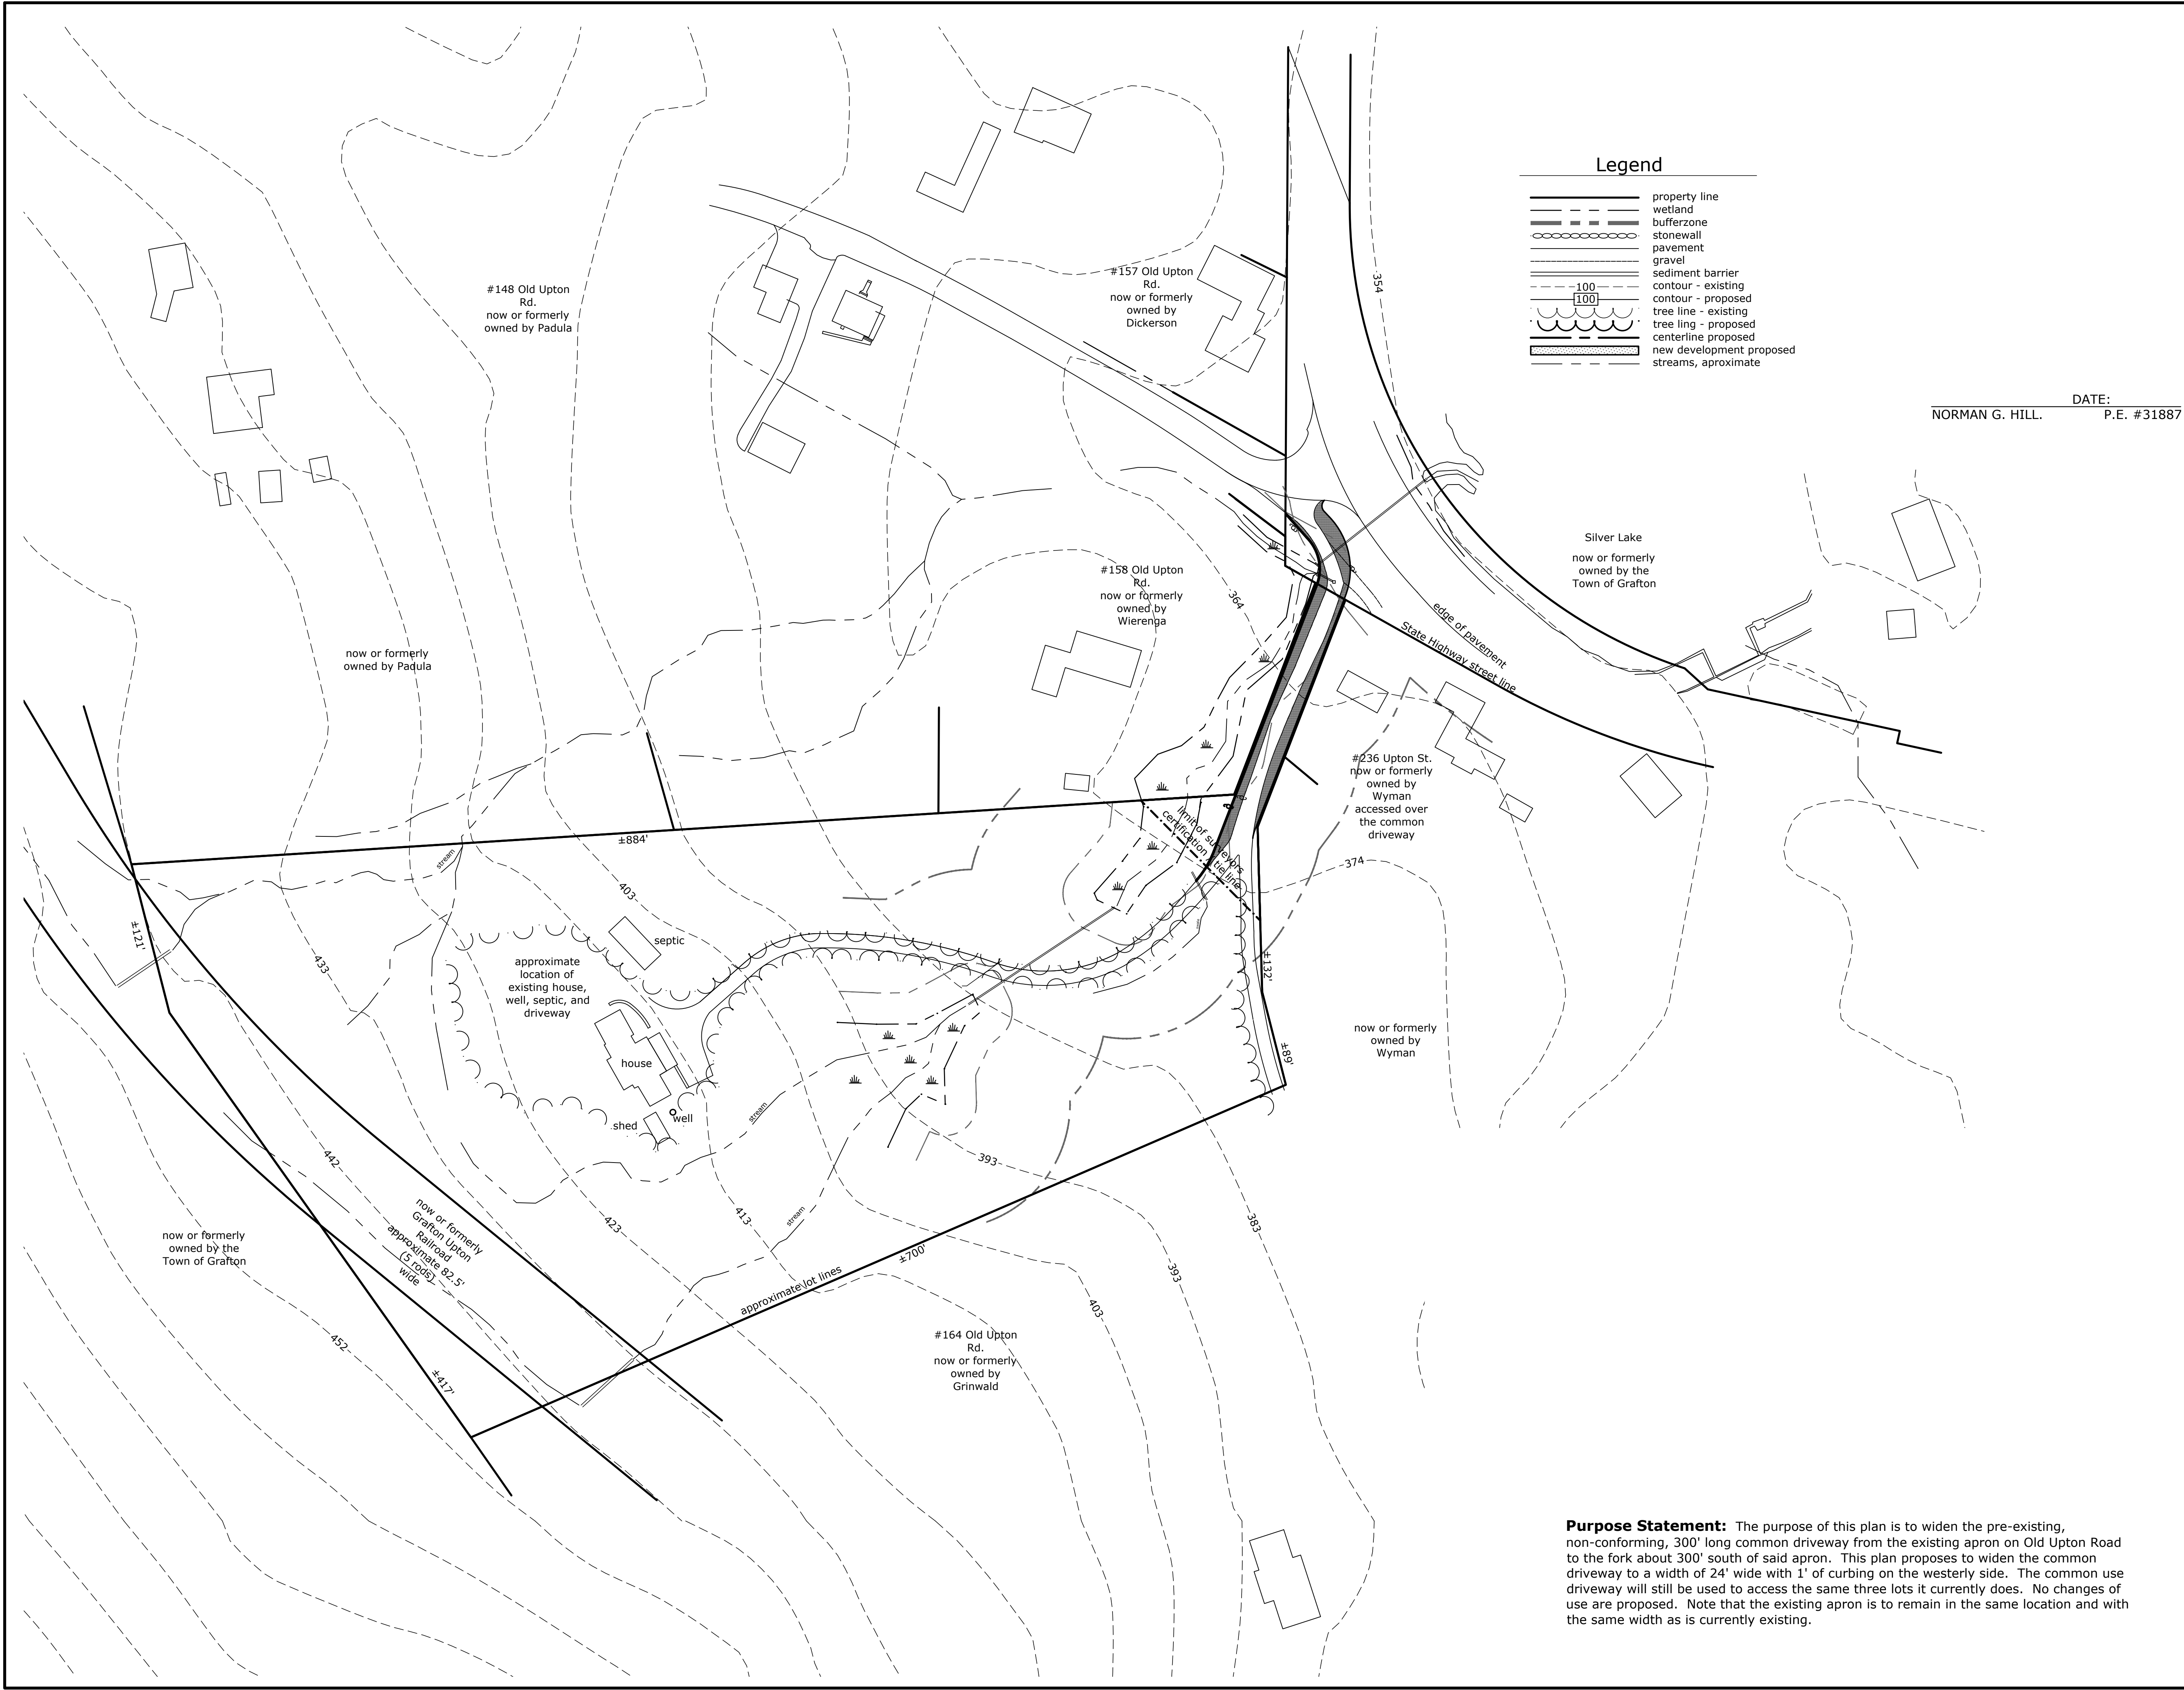 Legend
property line
wetland
bufferzone
stonewall
pavement
gravel
sediment barrier
100
contour - existing
100
contour - proposed
tree line - existing
tree ling - proposed
centerline proposed
new development proposed
streams, aproximate
DATE:
NORMAN G. HILL. P.E. #31887
#148 Old Upton
Rd.
now or formerly
owned by Padula
#157 Old Upton
Rd.
now or formerly
owned by
Dickerson
354
Silver Lake
now or formerly
owned by the
Town of Grafton
#158 Old Upton
Rd.
now or formerly
owned by
Wierenga
364
edge of pavement
State Highway street line
now or formerly
owned by Padula
#236 Upton St.
now or formerly
owned by
Wyman
accessed over
the common
driveway
limit of surveyors
certification
tie line
±884'
stream
403
374
±121'
433
septic
approximate
location of
existing house,
well, septic, and
driveway
±132'
now or formerly
owned by
Wyman
±89'
house
well
shed
stream
442
393
423
413
stream
383
now or formerly
owned by the
Town of Grafton
now or formerly
Grafton Upton
Railroad
approximate 82.5'
(5 rods)
wide
±700'
approximate lot lines
393
403
452
±417'
#164 Old Upton
Rd.
now or formerly
owned by
Grinwald
Purpose Statement: The purpose of this plan is to widen the pre-existing,
non-conforming, 300' long common driveway from the existing apron on Old Upton Road
to the fork about 300' south of said apron. This plan proposes to widen the common
driveway to a width of 24' wide with 1' of curbing on the westerly side. The common use
driveway will still be used to access the same three lots it currently does. No changes of
use are proposed. Note that the existing apron is to remain in the same location and with
the same width as is currently existing.